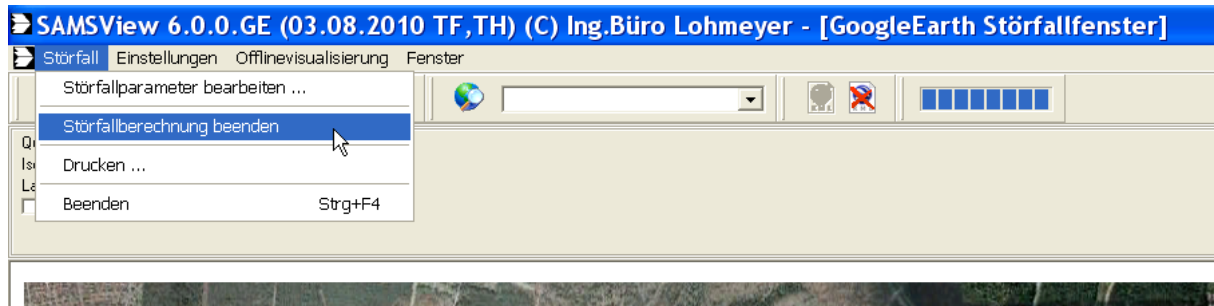 SAMSView 6.0.0.GE (03.08.2010 TF,TH) (C) Ing.Büro Lohmeyer - [GoogleEarth Störfallfenster]
Störfall Einstellungen Offlinevisualisierung Fenster
Störfallparameter bearbeiten ...
Störfallberechnung beenden
Drucken ...
Beenden Strg+F4